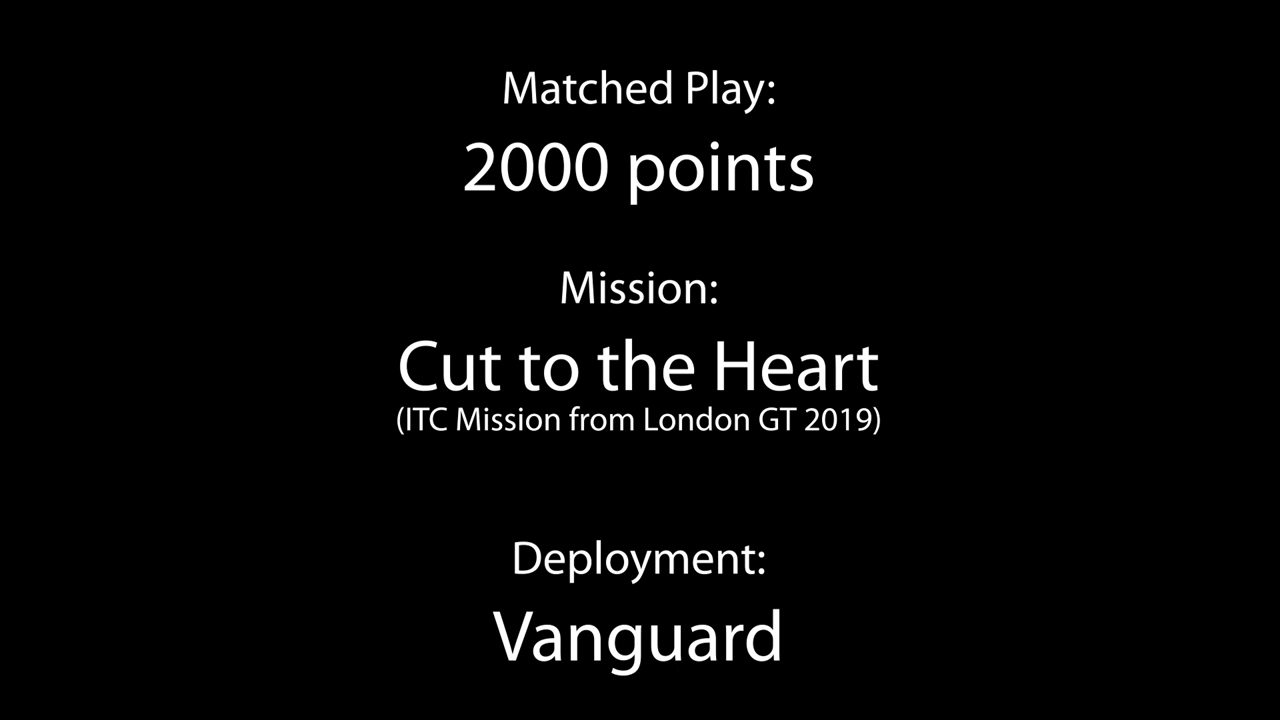 Matched Play:
2000 points
Mission:
Cut to the Heart
(ITC Mission from London GT 2019)
Deployment:
Vanguard